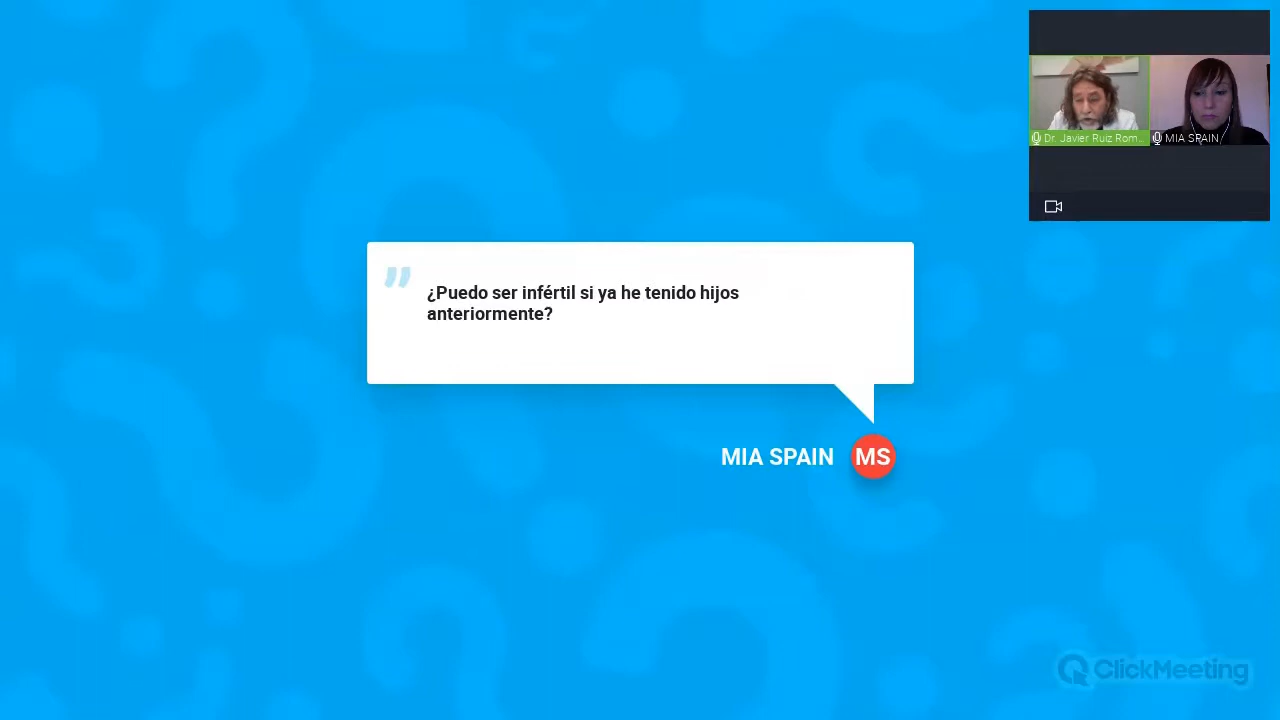 Dr. Javier Ruiz Rom...
MIA SPAIN
¿Puedo ser infértil si ya he tenido hijos
anteriormente?
MIA SPAIN
MS
ClickMeeting